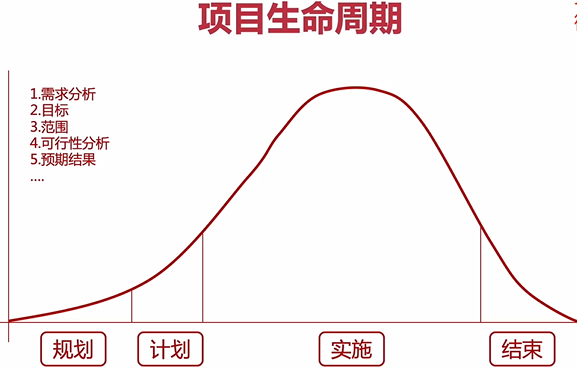 项目生命周期
1.需求分析
2.目标
3.范围
4.可行性分析
5.预期结果
....
规划
计划
实施
结束